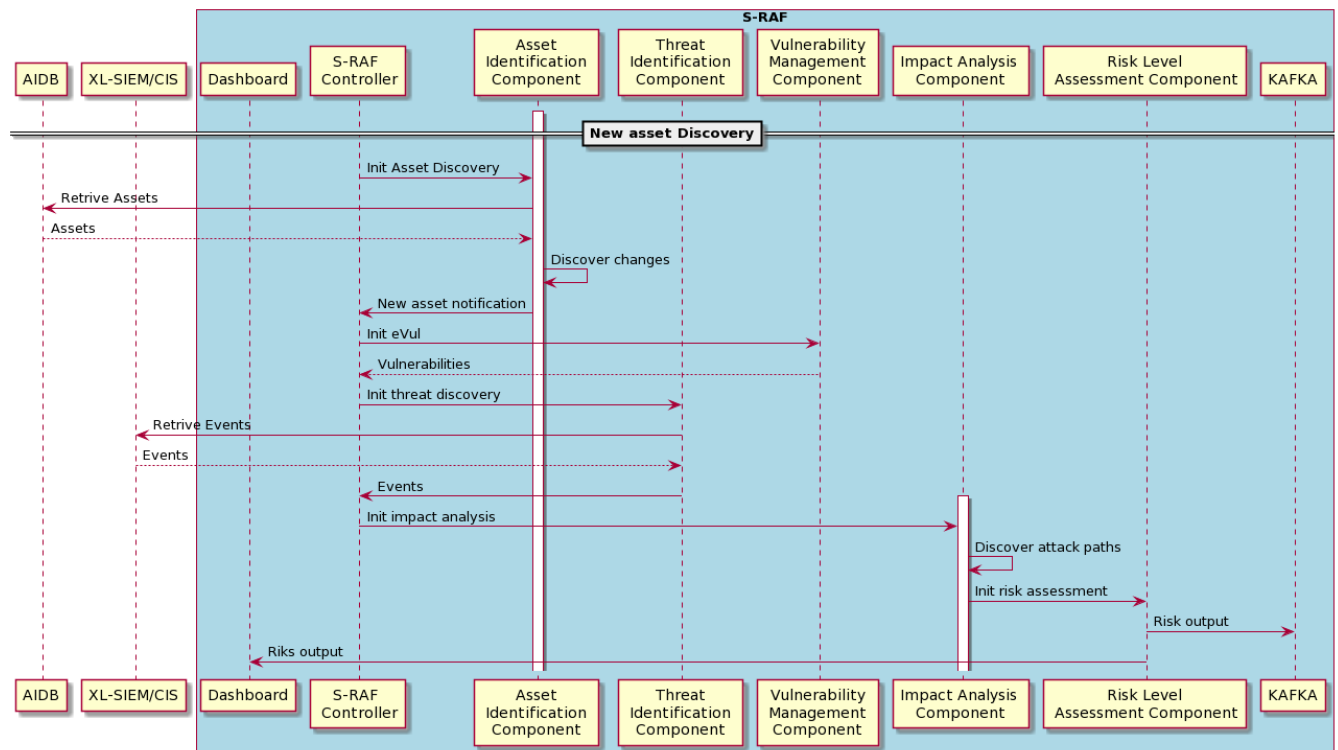 S-RAF
AIDB
XL-SIEM/CIS
Dashboard
S-RAF
Controller
Asset
Identification
Component
Threat
Identification
Component
Vulnerability
Management
Component
Impact Analysis
Component
Risk Level
Assessment Component
KAFKA
New asset Discovery
Init Asset Discovery
Retrive Assets
Assets
Discover changes
New asset notification
Init eVul
Vulnerabilities
Init threat discovery
Retrive Events
Events
Events
Init impact analysis
Discover attack paths
Init risk assessment
Risk output
Riks output
AIDB
XL-SIEM/CIS
Dashboard
S-RAF
Controller
Asset
Identification
Component
Threat
Identification
Component
Vulnerability
Management
Component
Impact Analysis
Component
Risk Level
Assessment Component
KAFKA